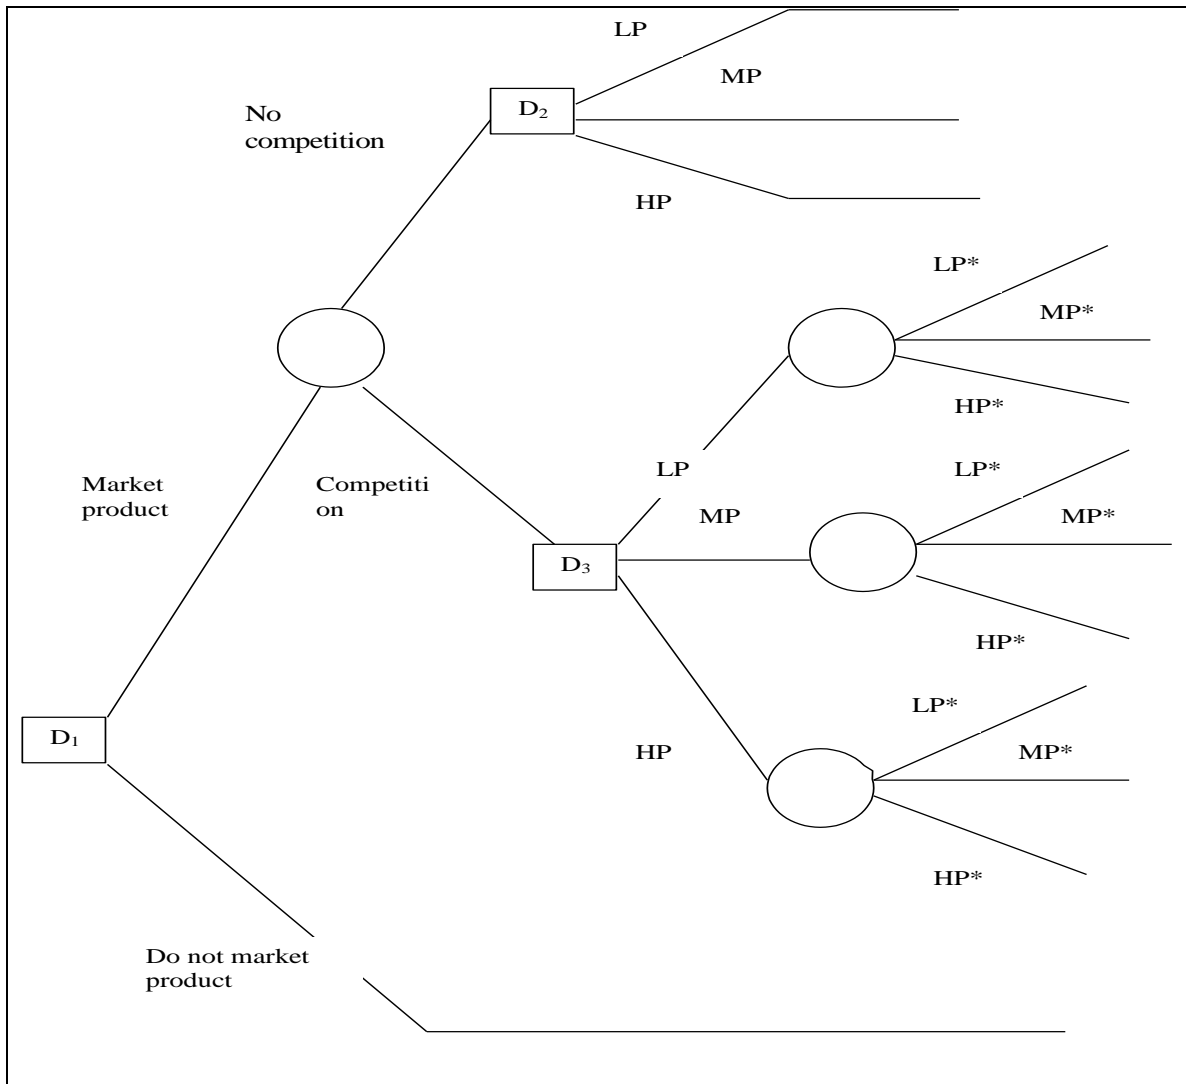 LP
MP
No
competition
D₂
HP
LP*
MP*
HP*
LP
LP*
Market
product
Competiti
on
MP
MP*
D₃
HP*
LP*
D₁
HP
MP*
HP*
Do not market
product